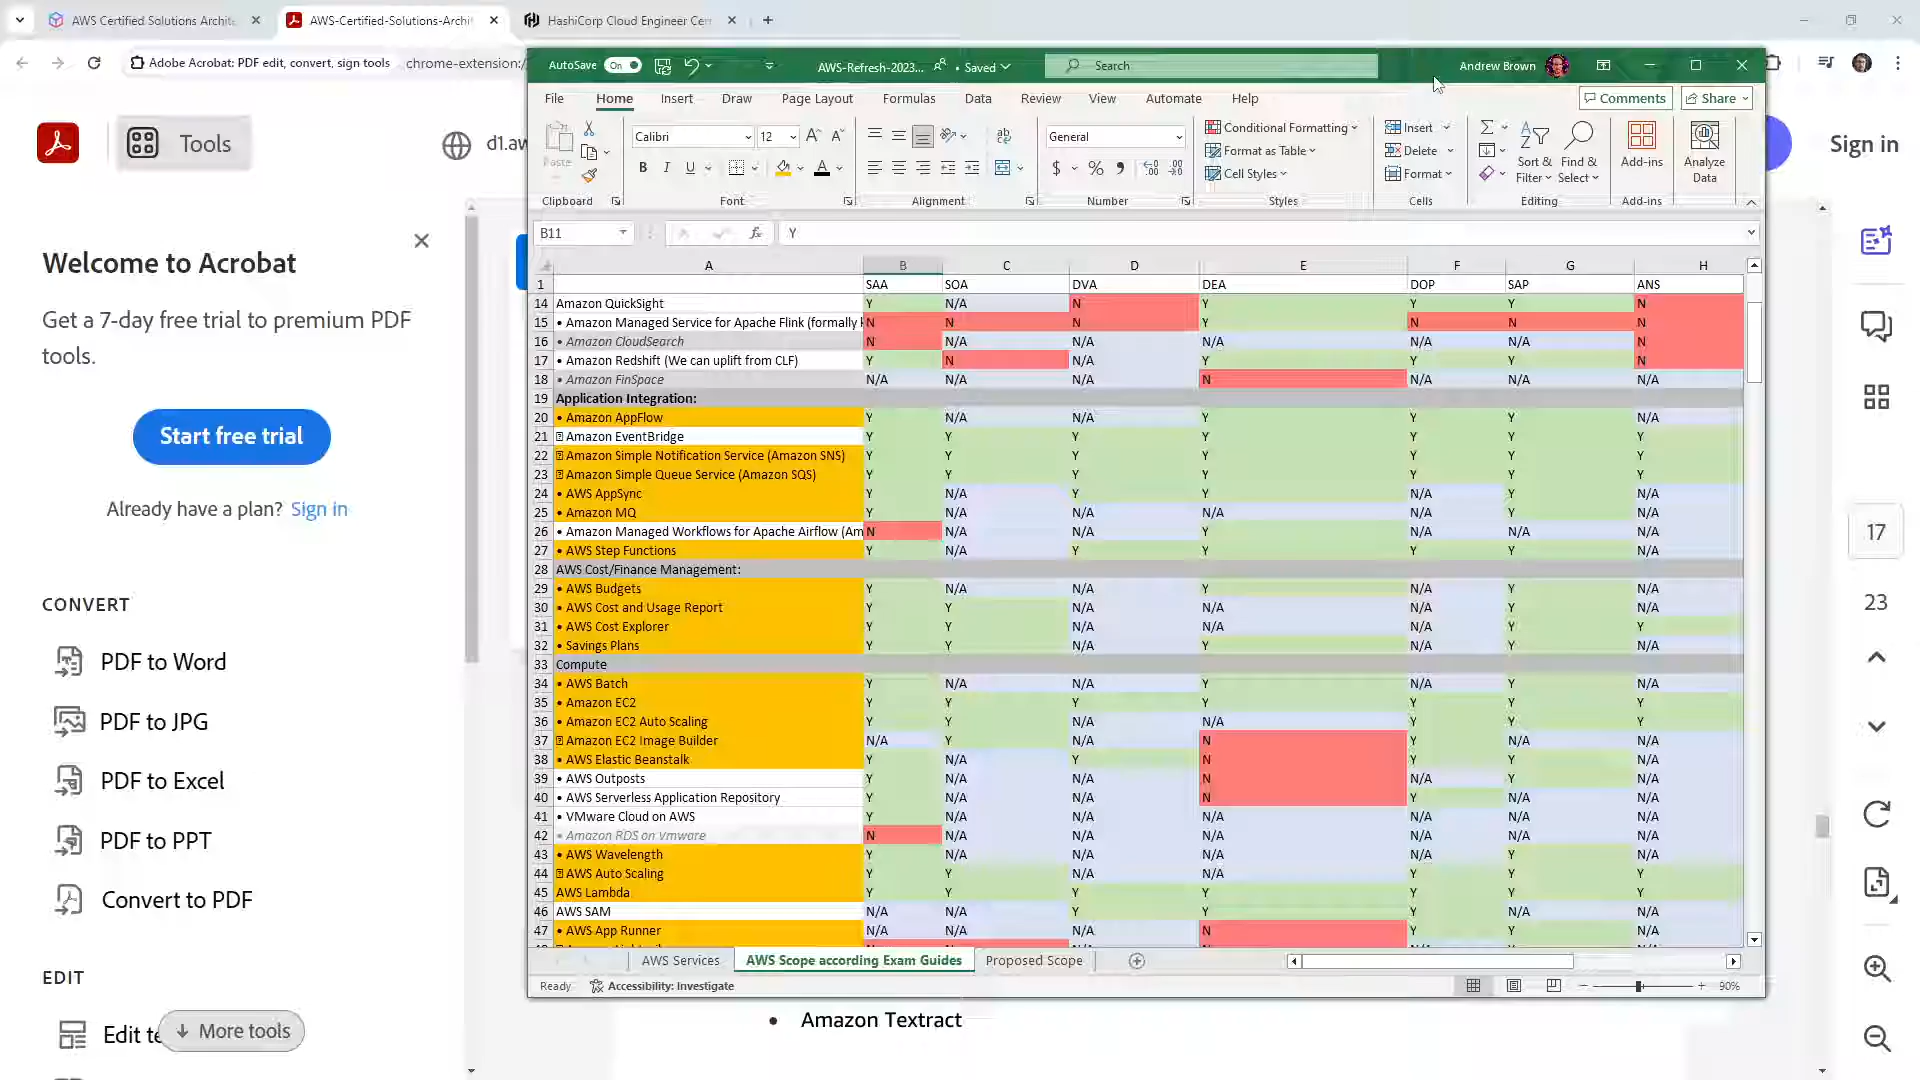 AWS Certified Solutions Archite
AWS-Certified-Solutions-Archi
HashiCorp Cloud Engineer Cer
Adobe Acrobat: PDF edit, convert, sign tools
chrome-extension:/
Tools
d1.aw
Sign in
Welcome to Acrobat
Get a 7-day free trial to premium PDF
tools.
Start free trial
Already have a plan? Sign in
CONVERT
PDF to Word
PDF to JPG
PDF to Excel
PDF to PPT
Convert to PDF
EDIT
Edit te
More tools
AutoSave On
AWS-Refresh-2023...
• Saved
Search
Andrew Brown
File Home Insert Draw Page Layout Formulas Data Review View Automate Help
Comments Share
Paste
Calibri 12
B I U
General
$ %
Conditional Formatting
Format as Table
Cell Styles
Insert
Delete
Format
Sort & Filter
Find & Select
Add-ins
Analyze Data
Clipboard Font Alignment Number Styles Cells Editing Add-ins
B11 fx Y
A B C D E F G H
1 SAA SOA DVA DEA DOP SAP ANS
14 Amazon QuickSight Y N/A N Y Y Y N
15 • Amazon Managed Service for Apache Flink (formally k N N N Y N N N
16 • Amazon CloudSearch N N/A N/A N/A N/A N/A N
17 • Amazon Redshift (We can uplift from CLF) Y N N/A Y Y Y N
18 • Amazon FinSpace N/A N/A N/A N N/A N/A N/A
19 Application Integration:
20 • Amazon AppFlow Y N/A N/A Y Y Y N/A
21 Amazon EventBridge Y Y Y Y Y Y Y
22 Amazon Simple Notification Service (Amazon SNS) Y Y Y Y Y Y Y
23 Amazon Simple Queue Service (Amazon SQS) Y Y Y Y Y Y Y
24 • AWS AppSync Y N/A Y Y N/A Y N/A
25 • Amazon MQ Y N/A N/A N/A N/A Y N/A
26 • Amazon Managed Workflows for Apache Airflow (Am N N/A N/A Y N/A N/A N/A
27 • AWS Step Functions Y N/A Y Y Y Y N/A
28 AWS Cost/Finance Management:
29 • AWS Budgets Y N/A N/A Y N/A Y N/A
30 • AWS Cost and Usage Report Y Y N/A N/A N/A Y N/A
31 • AWS Cost Explorer Y Y N/A N/A N/A Y Y
32 • Savings Plans Y Y N/A Y N/A Y N/A
33 Compute
34 • AWS Batch Y N/A N/A Y N/A Y N/A
35 • Amazon EC2 Y Y Y Y Y Y Y
36 • Amazon EC2 Auto Scaling Y Y N/A N/A Y Y Y
37 Amazon EC2 Image Builder N/A Y N/A N Y N/A N/A
38 • AWS Elastic Beanstalk Y N/A Y N Y Y N/A
39 • AWS Outposts Y N/A N/A N N/A Y N/A
40 • AWS Serverless Application Repository Y N/A N/A N Y N/A N/A
41 • VMware Cloud on AWS Y N/A N/A N/A N/A N/A N/A
42 • Amazon RDS on Vmware N N/A N/A N/A N/A N/A N/A
43 • AWS Wavelength Y N/A N/A N/A N/A Y N/A
44 AWS Auto Scaling Y Y N/A N/A Y Y Y
45 AWS Lambda Y Y Y Y Y Y Y
46 AWS SAM N/A N/A Y Y Y N/A N/A
47 • AWS App Runner N/A N/A N/A N Y Y N/A
AWS Services AWS Scope according Exam Guides Proposed Scope
Ready Accessibility: Investigate 90%
• Amazon Textract
17
23